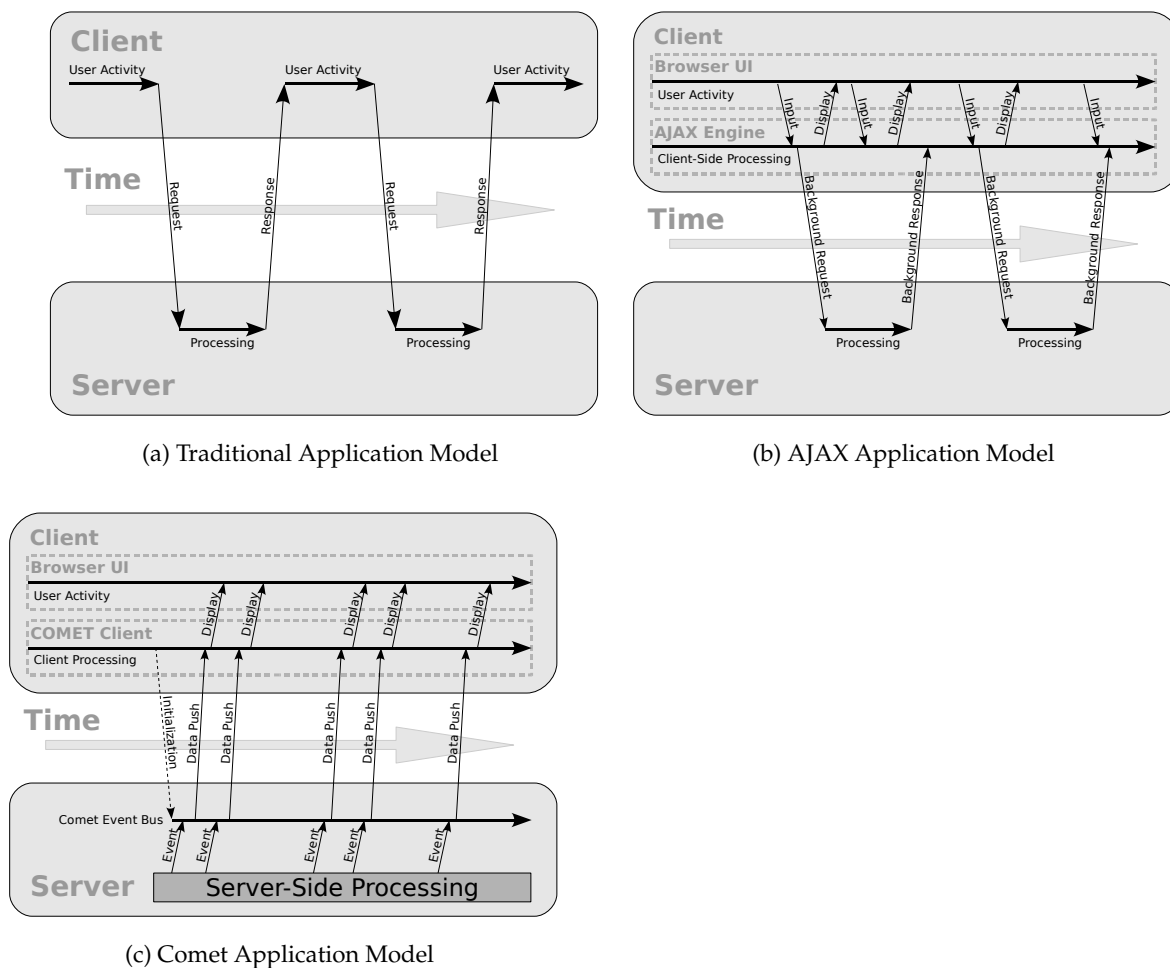 Client
User Activity
User Activity
User Activity
Time
Request
Response
Request
Response
Processing
Processing
Server
(a) Traditional Application Model
Client
Browser UI
User Activity
Input
Display
Input
Display
Input
Display
Input
AJAX Engine
Client-Side Processing
Time
Background Request
Background Response
Background Request
Background Response
Processing
Processing
Server
(b) AJAX Application Model
Client
Browser UI
User Activity
Display
Display
Display
Display
Display
COMET Client
Client Processing
Time
Initialization
Data Push
Data Push
Data Push
Data Push
Data Push
Comet Event Bus
Event
Event
Event
Event
Event
Server
Server-Side Processing
(c) Comet Application Model